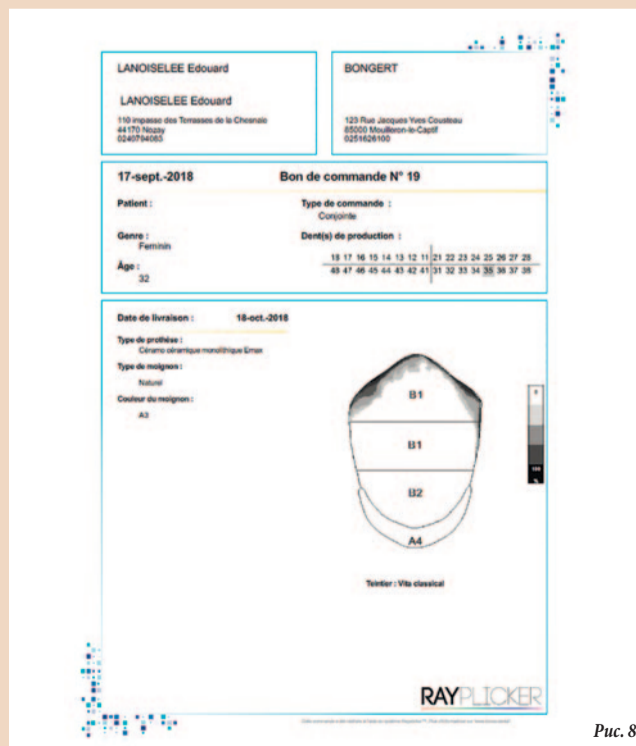 LANOISELEE Edouard
LANOISELEE Edouard
110 impasse des Terrasses de la Chesnaie
44170 Nozay
0240794063
BONGERT
123 Rue Jacques Yves Cousteau
85000 Mouilleron-le-Captif
0251626100
17-sept.-2018 Bon de commande N° 19
Patient :
Type de commande :
Conjointe
Genre :
Feminin
Dent(s) de production :
18 17 16 15 14 13 12 11 21 22 23 24 25 26 27 28
48 47 46 45 44 43 42 41 31 32 33 34 35 36 37 38
Âge :
32
Date de livraison : 18-oct.-2018
Type de prothèse :
Céramo céramique monolithique Emax
Type de moignon :
Naturel
Couleur du moignon :
A3
B1
B1
B2
A4
100
%
Teintier : Vita classical
RAYPLICKER
Рис. 8